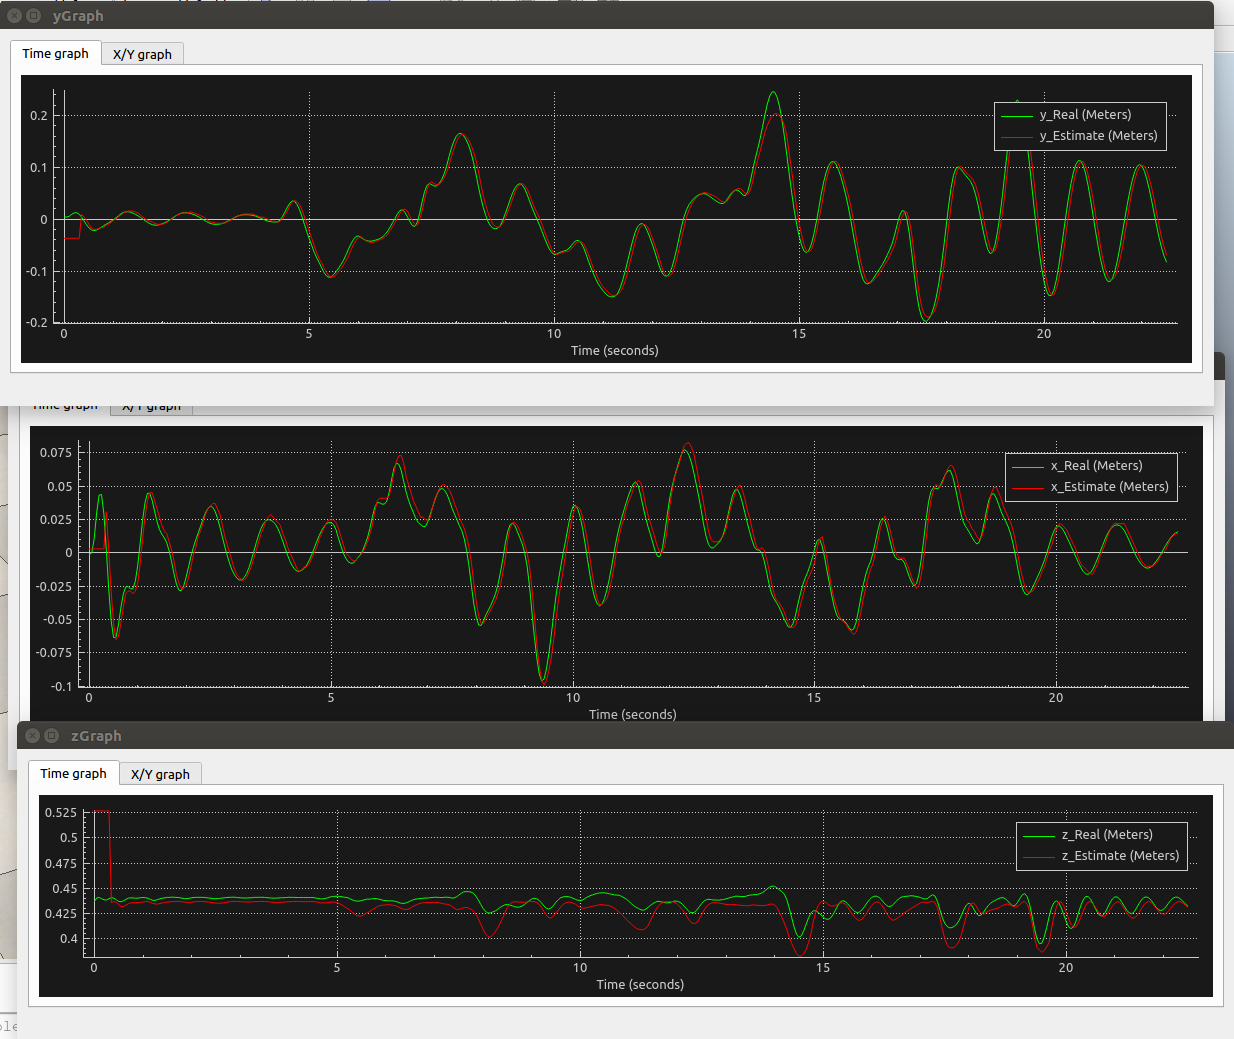 yGraph
Time graph X/Y graph
0.2
0.1
0
-0.1
-0.2
y_Real (Meters)
y_Estimate (Meters)
0 5 10 15 20
Time (seconds)
Time graph X/Y graph
0.075
0.05
0.025
0
-0.025
-0.05
-0.075
-0.1
x_Real (Meters)
x_Estimate (Meters)
0 5 10 15 20
Time (seconds)
zGraph
Time graph X/Y graph
0.525
0.5
0.475
0.45
0.425
0.4
z_Real (Meters)
z_Estimate (Meters)
0 5 10 15 20
Time (seconds)